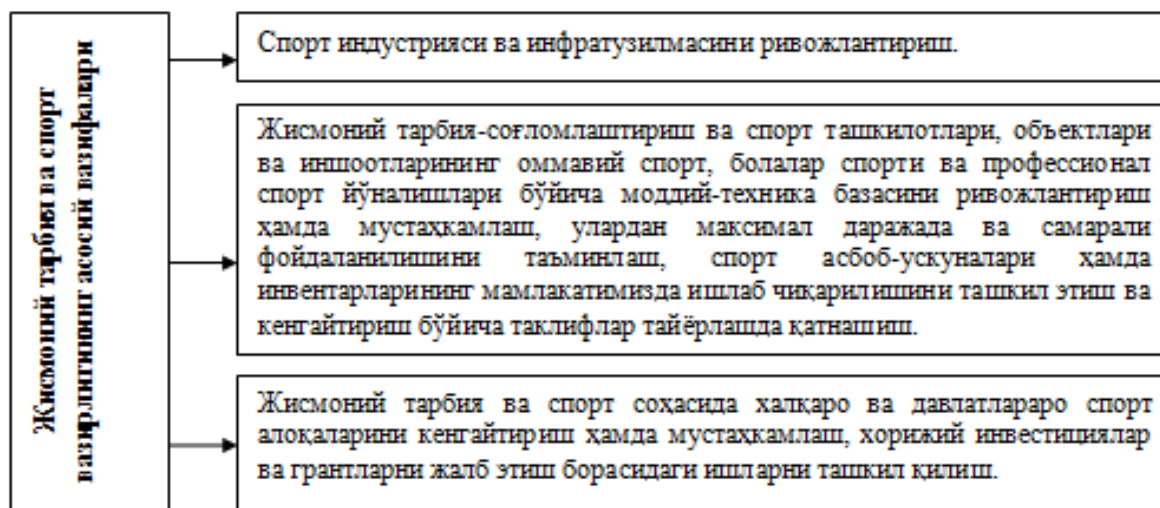 Жисмоний тарбия ва спорт
вазирлигининг асосий вазифалари
Спорт индустрияси ва инфратузилмасини ривожлантириш.
Жисмоний тарбия-соғломлаштириш ва спорт ташкилотлари, объектлари
ва иншоотларининг оммавий спорт, болалар спорти ва профессионал
спорт йўналишлари бўйича моддий-техника базасини ривожлантириш
ҳамда мустаҳкамлаш, улардан максимал даражада ва самарали
фойдаланилишини таъминлаш, спорт асбоб-ускуналари ҳамда
инвентарларининг мамлакатимизда ишлаб чиқарилишини ташкил этиш ва
кенгайтириш бўйича таклифлар тайёрлашда қатнашиш.
Жисмоний тарбия ва спорт соҳасида халқаро ва давлатлараро спорт
алоқаларини кенгайтириш ҳамда мустаҳкамлаш, хорижий инвестициялар
ва грантларни жалб этиш борасидаги ишларни ташкил қилиш.